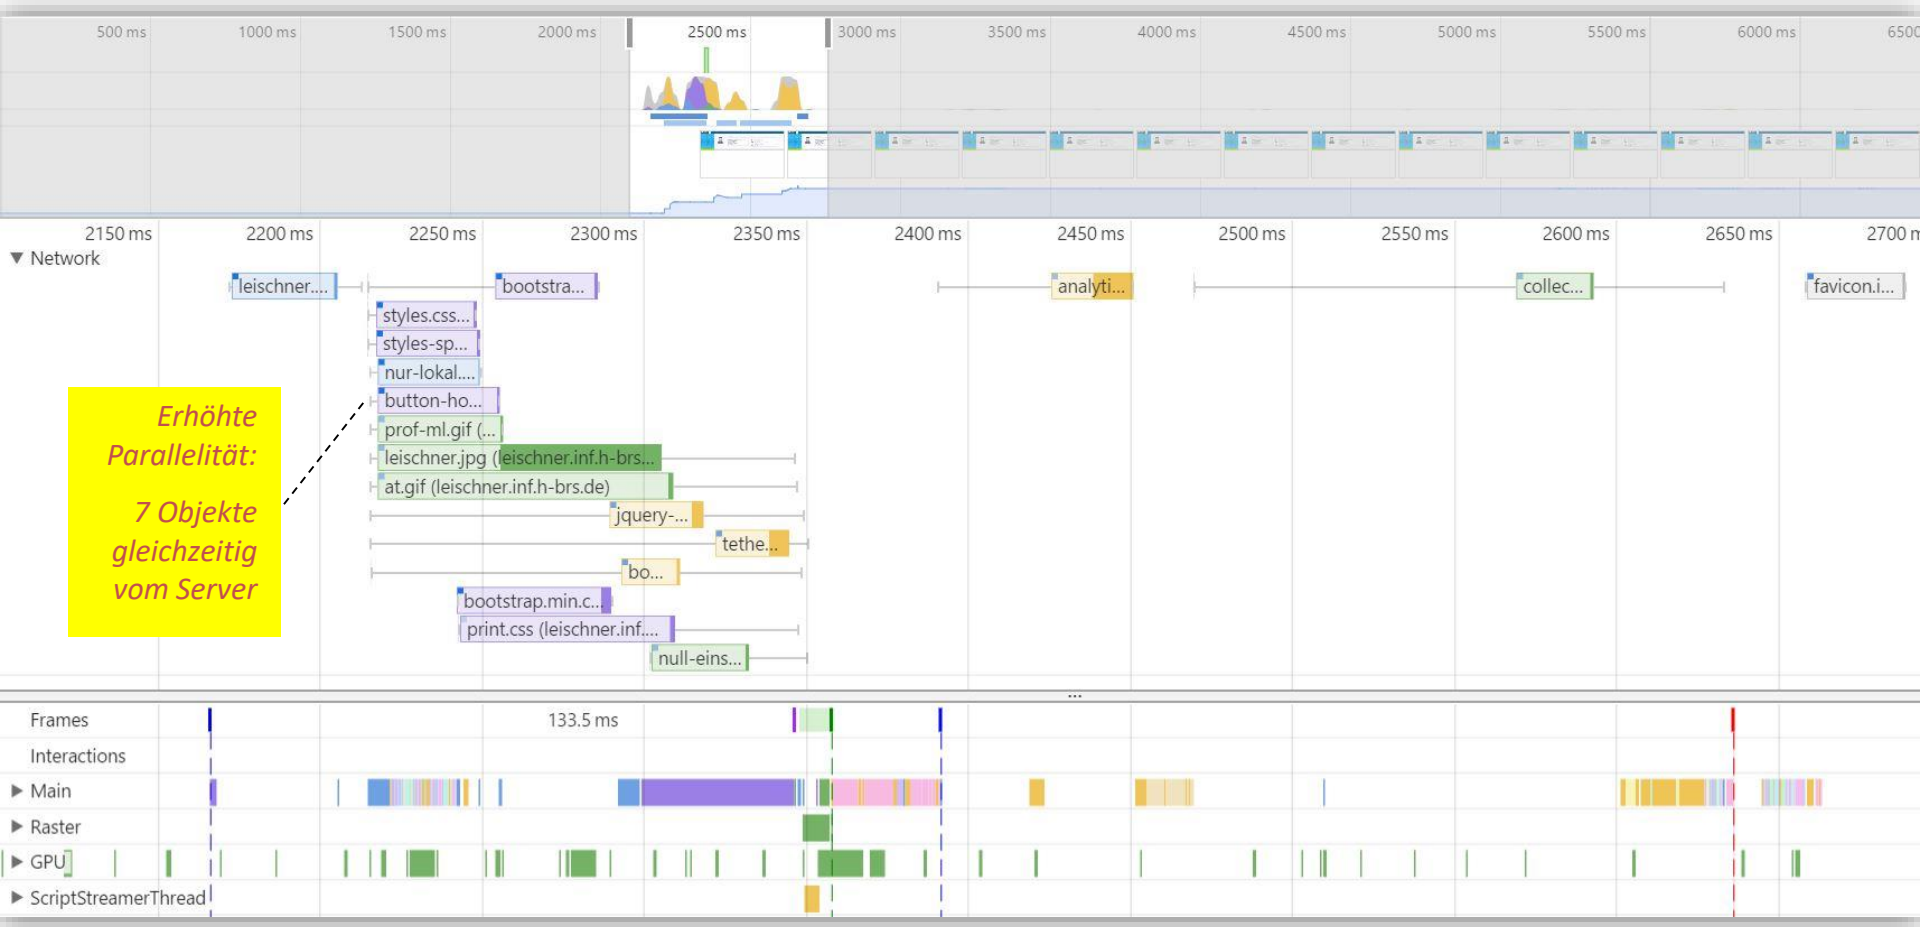 500 ms 1000 ms 1500 ms 2000 ms 2500 ms 3000 ms 3500 ms 4000 ms 4500 ms 5000 ms 5500 ms 6000 ms 6500
2150 ms 2200 ms 2250 ms 2300 ms 2350 ms 2400 ms 2450 ms 2500 ms 2550 ms 2600 ms 2650 ms 2700 m
Network
leischner.... bootstra... analyti... collec... favicon.i...
styles.css...
styles-sp...
nur-lokal....
button-ho...
prof-ml.gif (...
leischner.jpg (leischner.inf.h-brs...
at.gif (leischner.inf.h-brs.de)
jquery-...
tethe...
bo...
bootstrap.min.c...
print.css (leischner.inf....
null-eins...
Erhöhte
Parallelität:
7 Objekte
gleichzeitig
vom Server
...
Frames 133.5 ms
Interactions
Main
Raster
GPU
ScriptStreamerThread